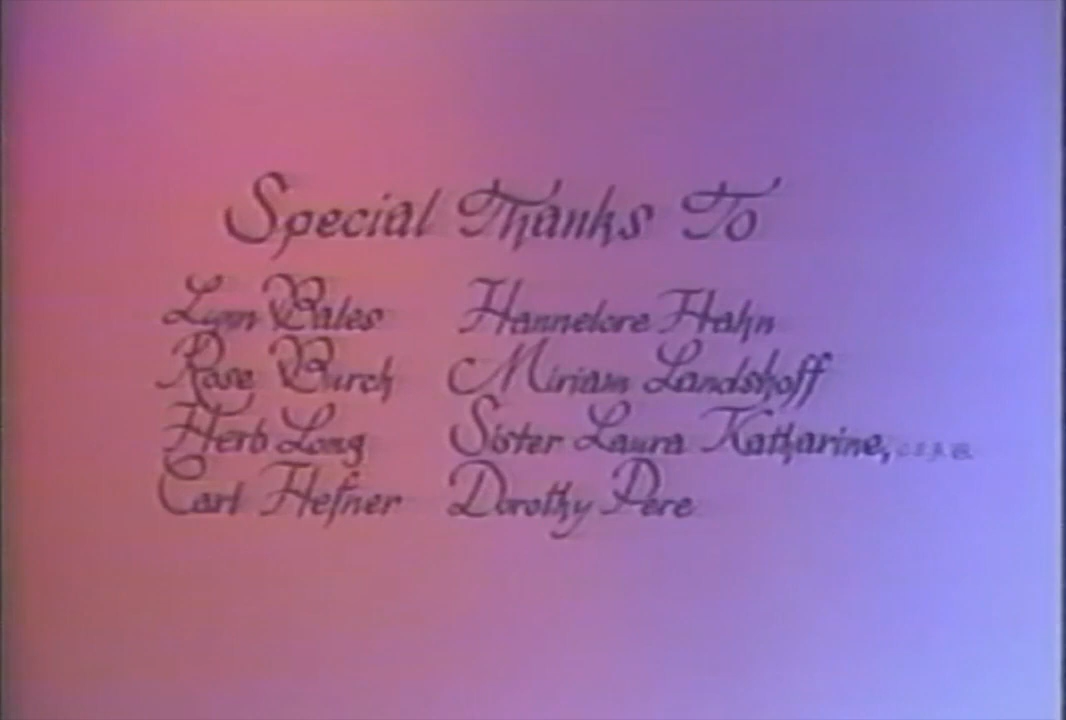 Special Thanks To
Lynn Bales Hannelore Hahn
Rose Burch Miriam Landshoff
Herb Long Sister Laura Katharine,
Carl Hefner Dorothy Pere